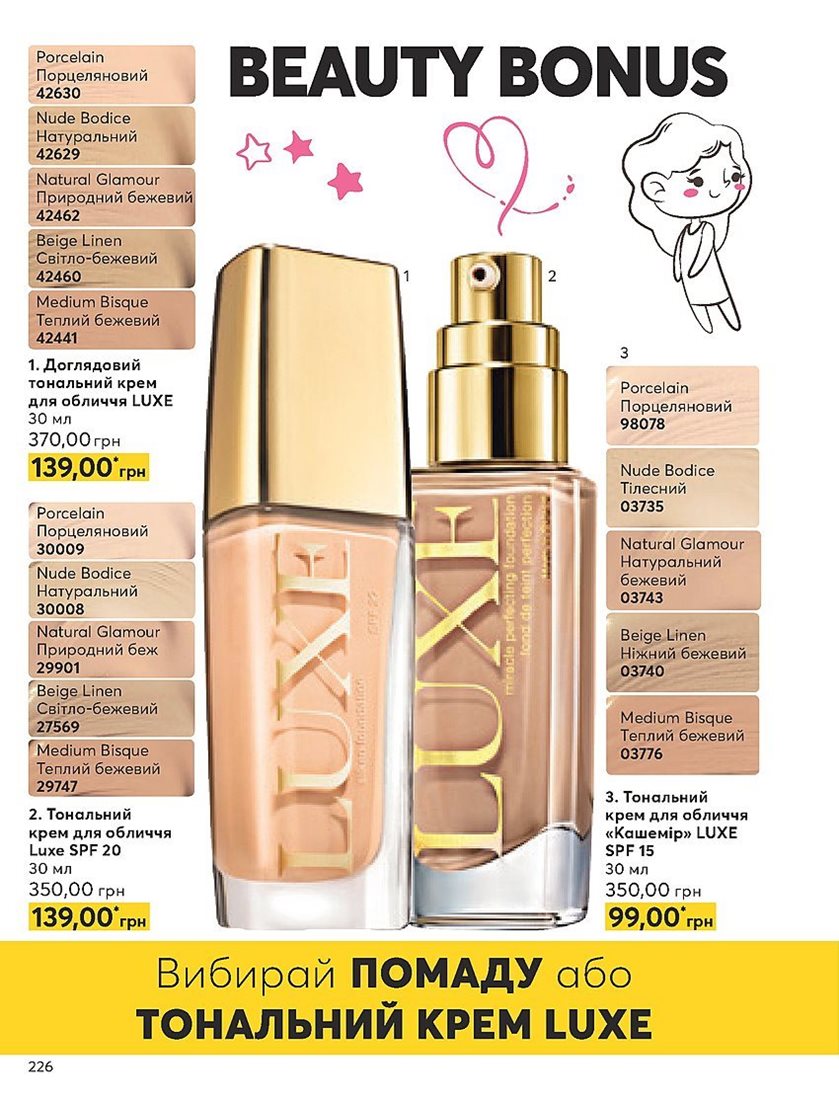 BEAUTY BONUS
Porcelain
Порцеляновий
42630
Nude Bodice
Натуральний
42629
Natural Glamour
Природний бежевий
42462
Beige Linen
Світло-бежевий
42460
Medium Bisque
Теплий бежевий
42441
1. Доглядовий
тональний крем
для обличчя LUXE
30 мл
370,00 грн
139,00* грн
Porcelain
Порцеляновий
30009
Nude Bodice
Натуральний
30008
Natural Glamour
Природний беж
29901
Beige Linen
Світло-бежевий
27569
Medium Bisque
Теплий бежевий
29747
2. Тональний
крем для обличчя
Luxe SPF 20
30 мл
350,00 грн
139,00* грн
1
LUXE
2
LUXE
miracle perfecting foundation
fond de teint perfection
3
Porcelain
Порцеляновий
98078
Nude Bodice
Тілесний
03735
Natural Glamour
Натуральний
бежевий
03743
Beige Linen
Ніжний бежевий
03740
Medium Bisque
Теплий бежевий
03776
3. Тональний
крем для обличчя
«Кашемір» LUXE
SPF 15
30 мл
350,00 грн
99,00* грн
Вибирай ПОМАДУ або
ТОНАЛЬНИЙ КРЕМ LUXE
226